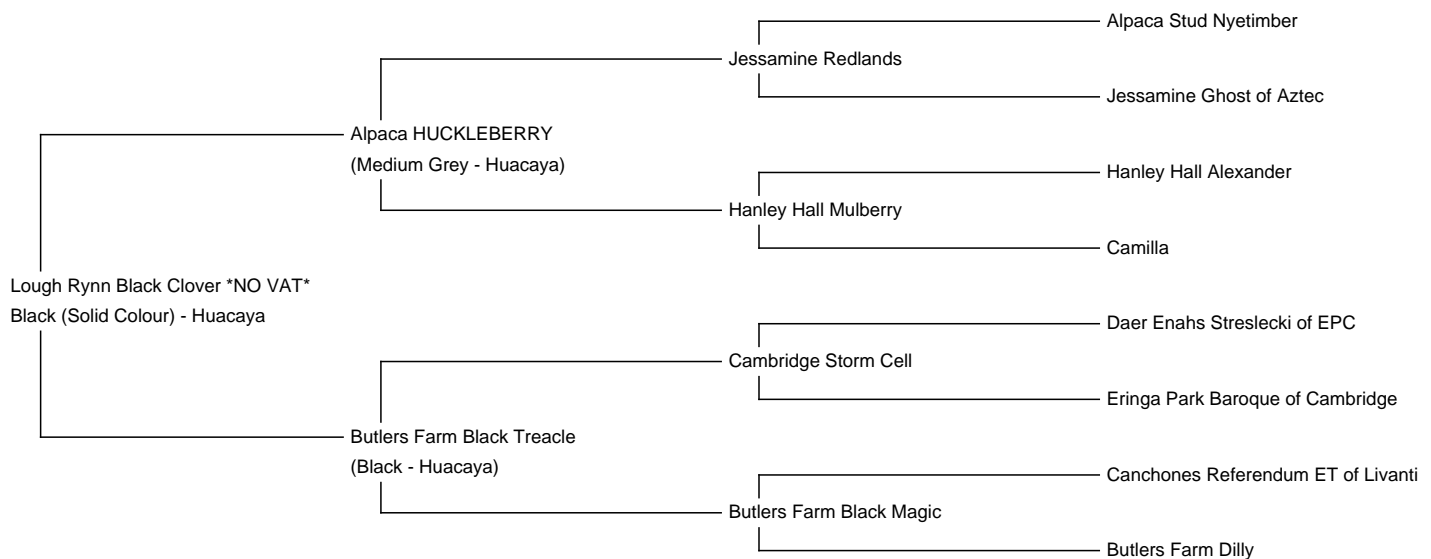 Alpaca Stud Nyetimber
Jessamine Redlands
Jessamine Ghost of Aztec
Alpaca HUCKLEBERRY
(Medium Grey - Huacaya)
Hanley Hall Alexander
Hanley Hall Mulberry
Camilla
Lough Rynn Black Clover *NO VAT*
Black (Solid Colour) - Huacaya
Daer Enahs Streslecki of EPC
Cambridge Storm Cell
Eringa Park Baroque of Cambridge
Butlers Farm Black Treacle
(Black - Huacaya)
Canchones Referendum ET of Livanti
Butlers Farm Black Magic
Butlers Farm Dilly